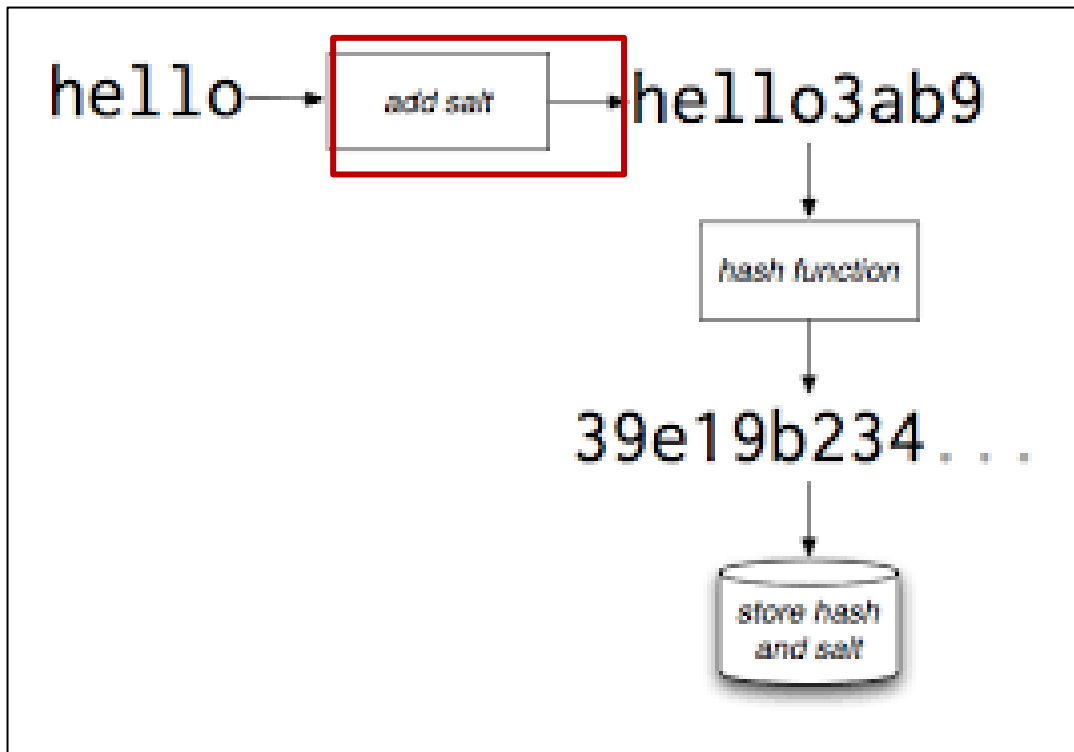 hello
add salt
hello3ab9
hash function
39e19b234...
store hash
and salt